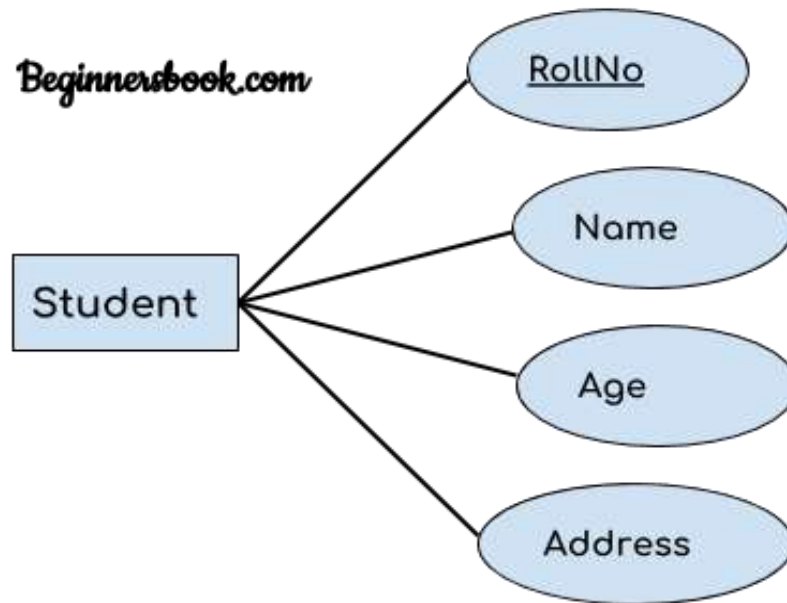 Beginnersbook.com
RollNo
Name
Student
Age
Address